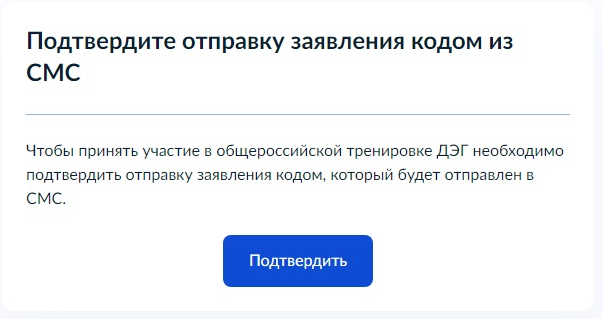 Подтвердите отправку заявления кодом из
СМС
Чтобы принять участие в общероссийской тренировке ДЭГ необходимо
подтвердить отправку заявления кодом, который будет отправлен в
СМС.
Подтвердить